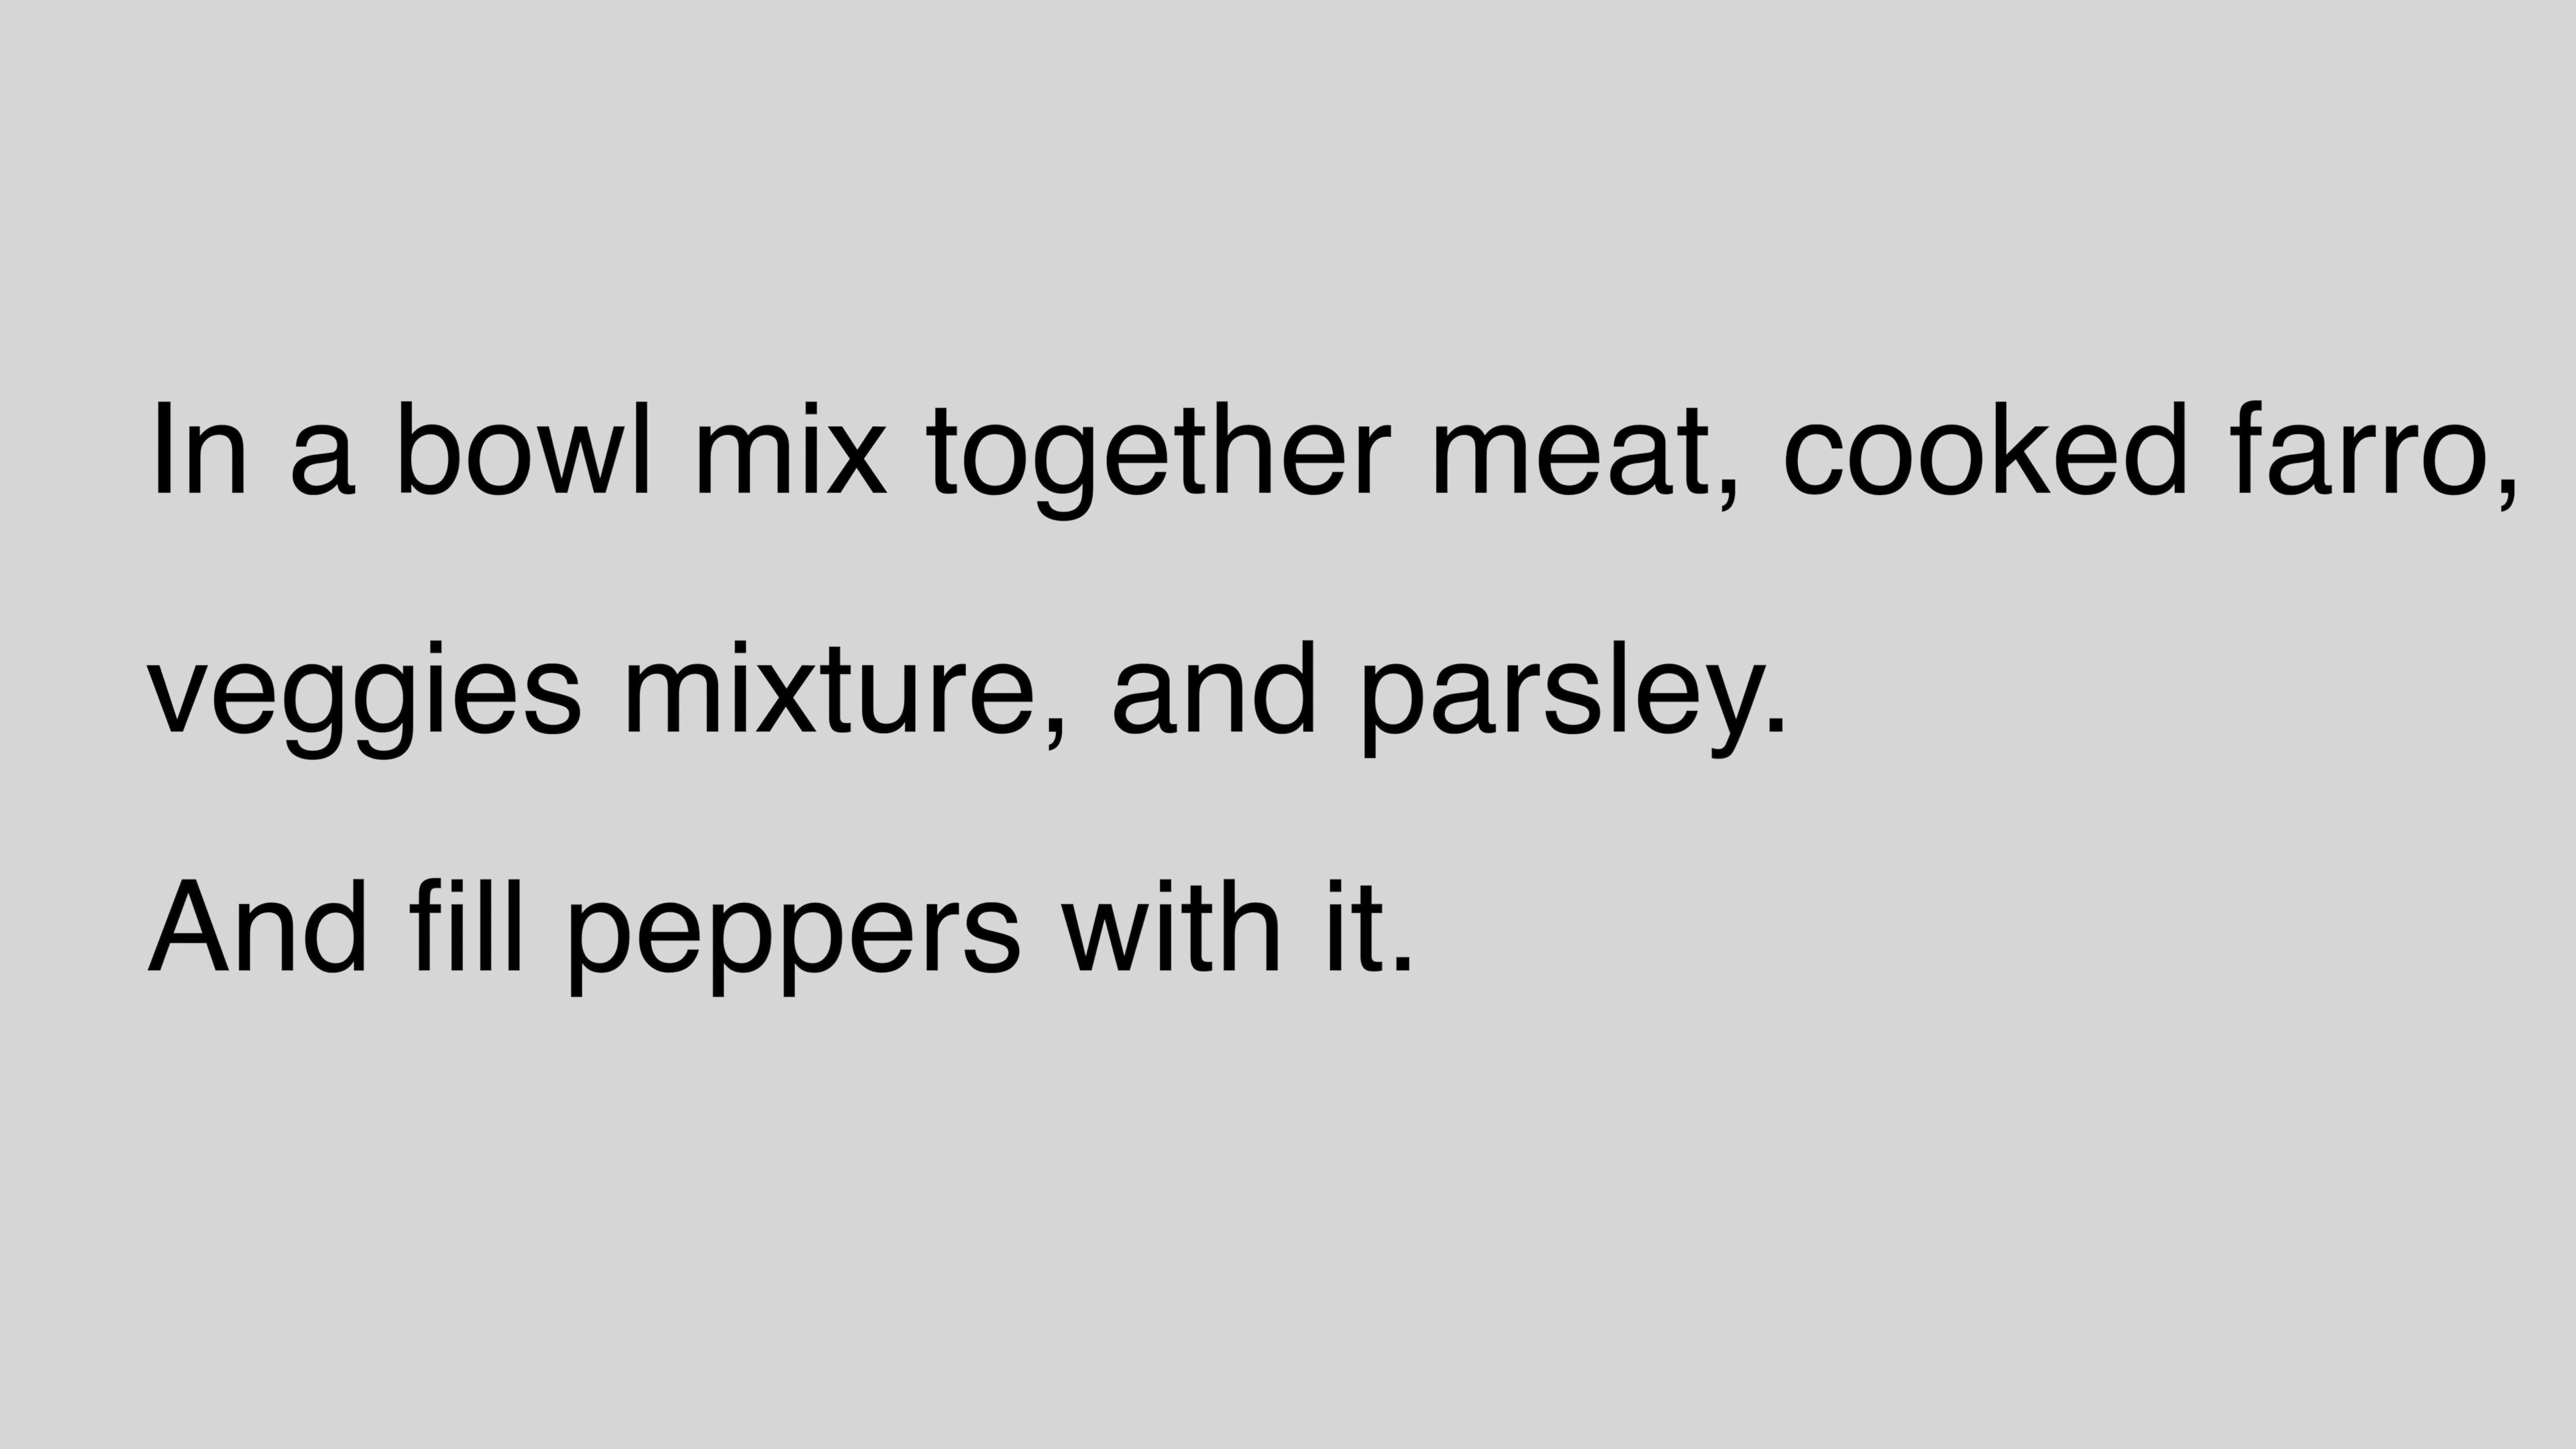 In a bowl mix together meat, cooked farro,
veggies mixture, and parsley.
And fill peppers with it.